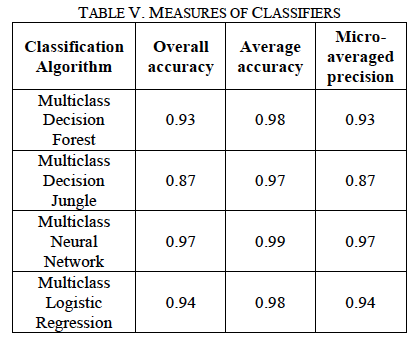 TABLE V. MEASURES OF CLASSIFIERS
Classification Algorithm Overall accuracy Average accuracy Micro-averaged precision
Multiclass Decision Forest 0.93 0.98 0.93
Multiclass Decision Jungle 0.87 0.97 0.87
Multiclass Neural Network 0.97 0.99 0.97
Multiclass Logistic Regression 0.94 0.98 0.94